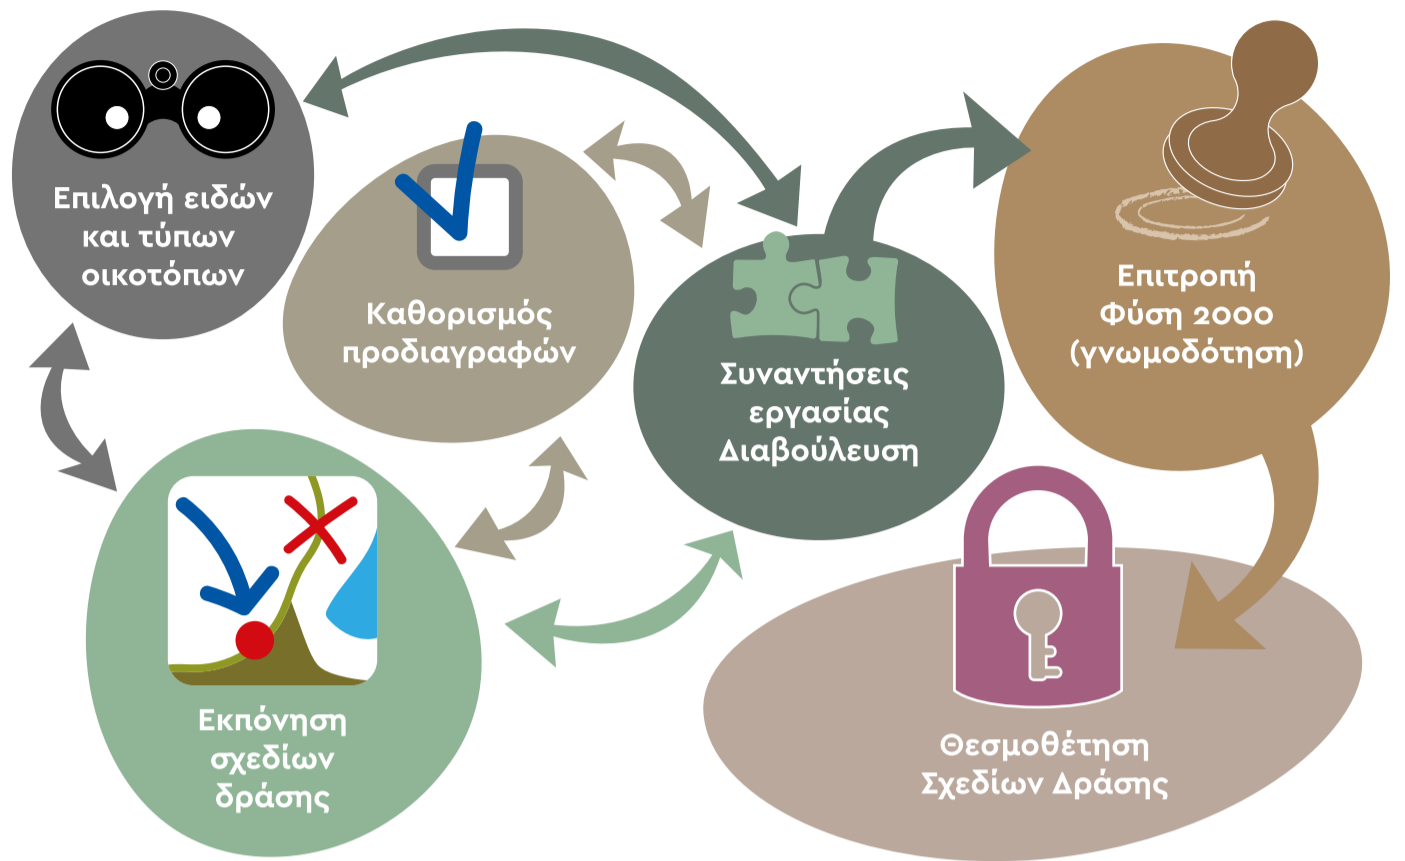 Επιλογή ειδών
και τύπων
οικοτόπων
Καθορισμός
προδιαγραφών
Συναντήσεις
εργασίας
Διαβούλευση
Επιτροπή
Φύση 2000
(γνωμοδότηση)
Εκπόνηση
σχεδίων
δράσης
Θεσμοθέτηση
Σχεδίων Δράσης